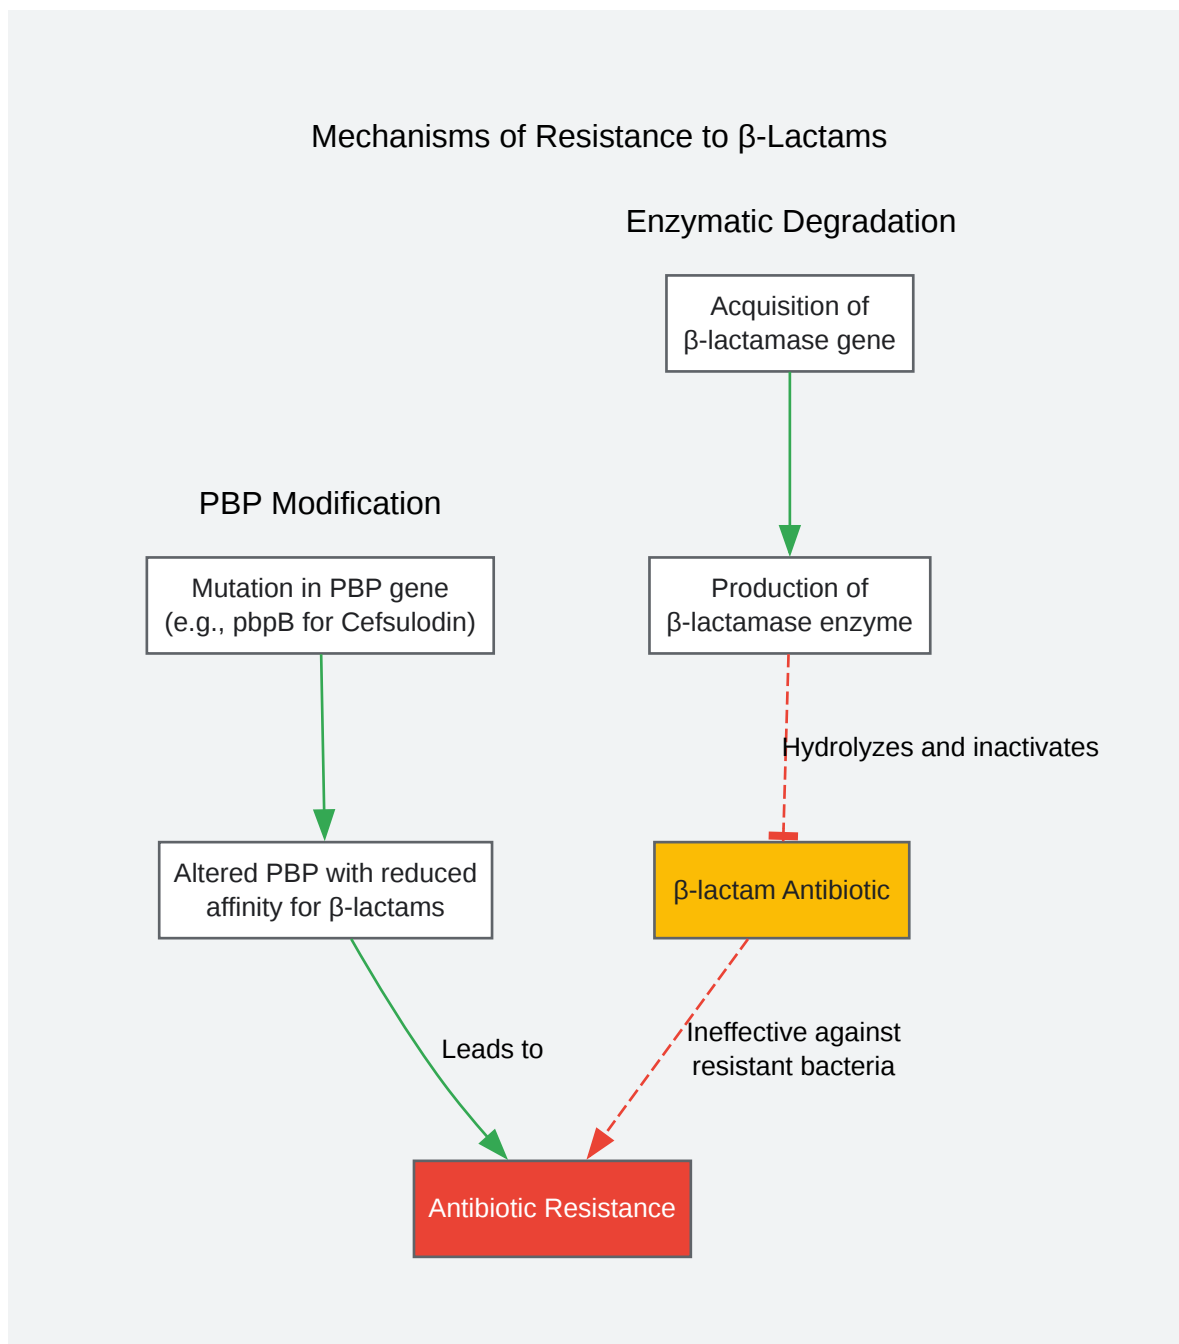 Mechanisms of Resistance to β-Lactams
Enzymatic Degradation
Acquisition of
β-lactamase gene
PBP Modification
Mutation in PBP gene
(e.g., pbpB for Cefsulodin)
Production of
β-lactamase enzyme
Hydrolyzes and inactivates
Altered PBP with reduced
affinity for β-lactams
β-lactam Antibiotic
Leads to
Ineffective against
resistant bacteria
Antibiotic Resistance